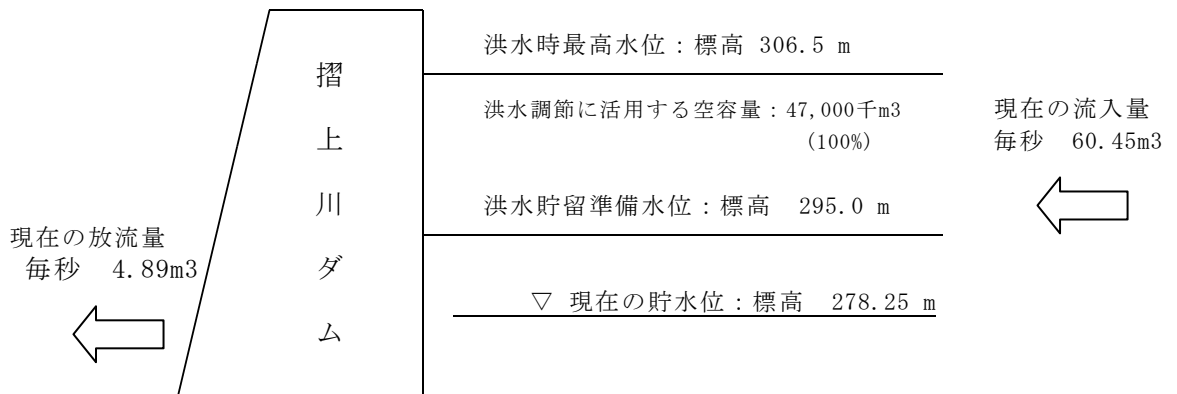 洪水時最高水位：標高 306.5 m
摺上川ダム
洪水調節に活用する空容量：47,000千m3
(100%)
現在の流入量
毎秒 60.45m3
洪水貯留準備水位：標高 295.0 m
現在の放流量
毎秒 4.89m3
▽ 現在の貯水位：標高 278.25 m